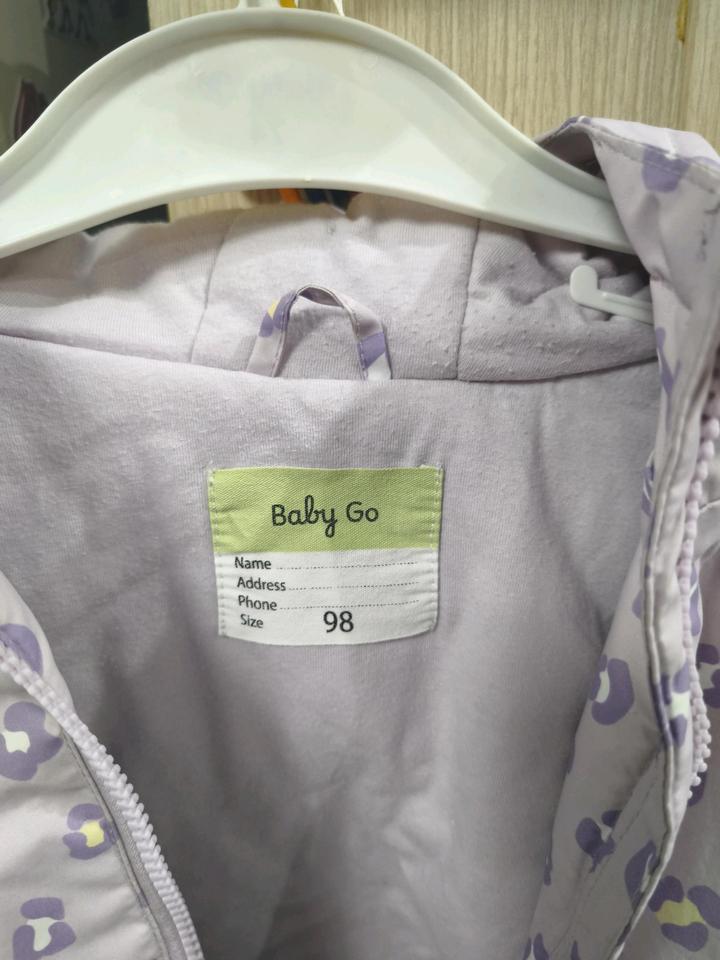 Baby Go
Name
Address
Phone
Size 98